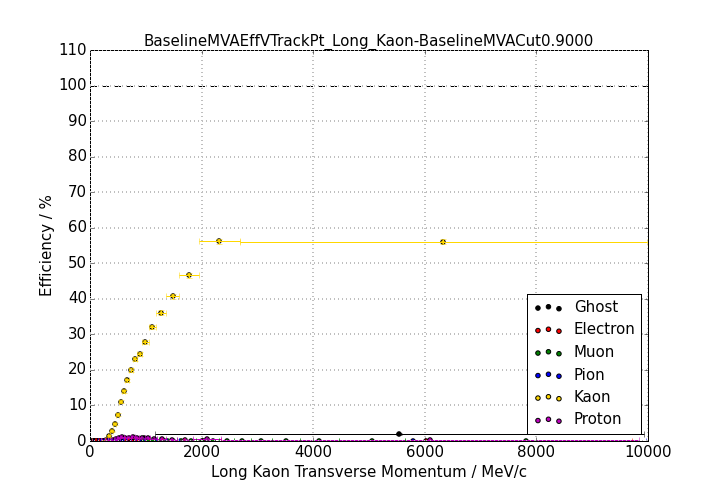 BaselineMVAEffVTrackPt_Long_Kaon-BaselineMVACut0.9000
110
100
90
80
70
60
50
40
30
20
10
0
Efficiency / %
Ghost
Electron
Muon
Pion
Kaon
Proton
0 2000 4000 6000 8000 10000
Long Kaon Transverse Momentum / MeV/c